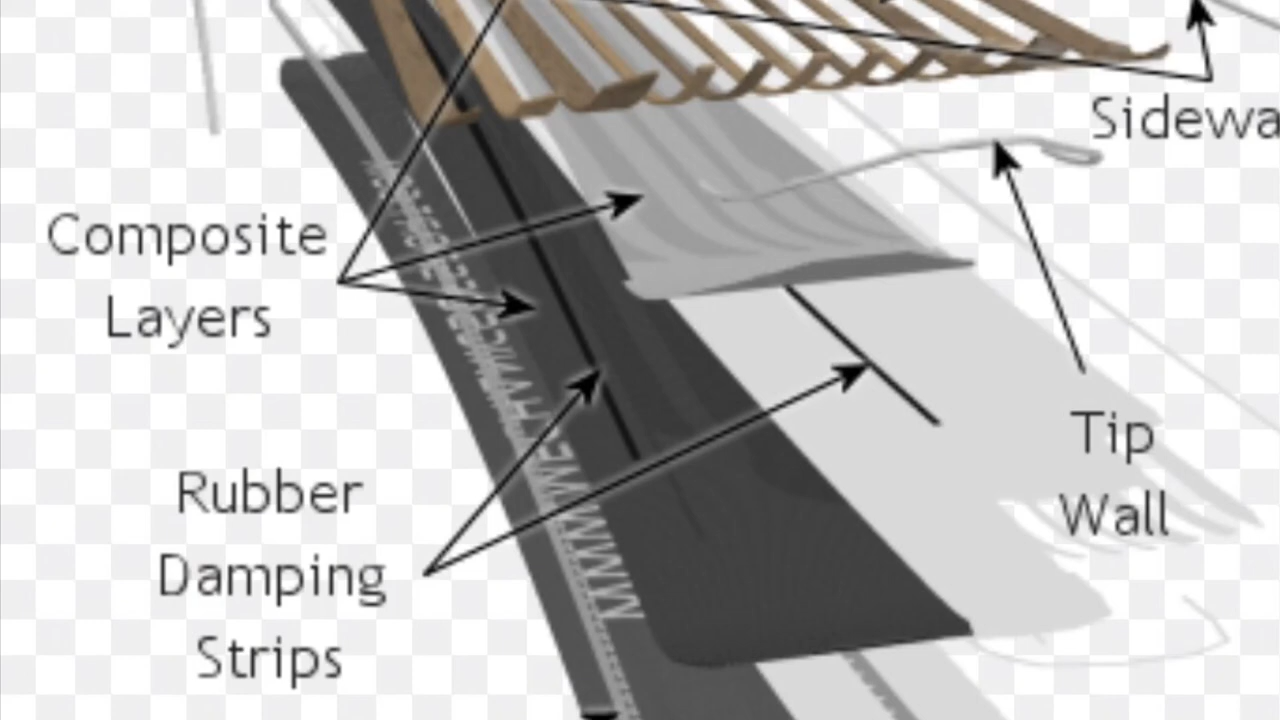 Sidewa
Composite
Layers
Tip
Wall
Rubber
Damping
Strips